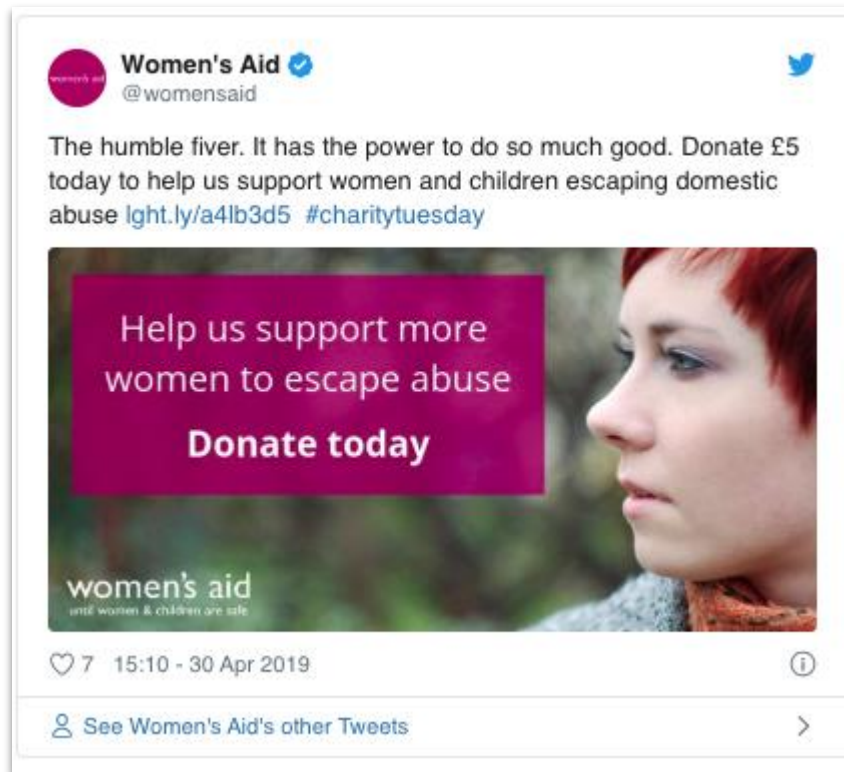 women's aid
Women's Aid
@womensaid
The humble fiver. It has the power to do so much good. Donate £5
today to help us support women and children escaping domestic
abuse lght.ly/a4lb3d5 #charitytuesday
Help us support more
women to escape abuse
Donate today
women's aid
until women & children are safe
7 15:10 - 30 Apr 2019
See Women's Aid's other Tweets